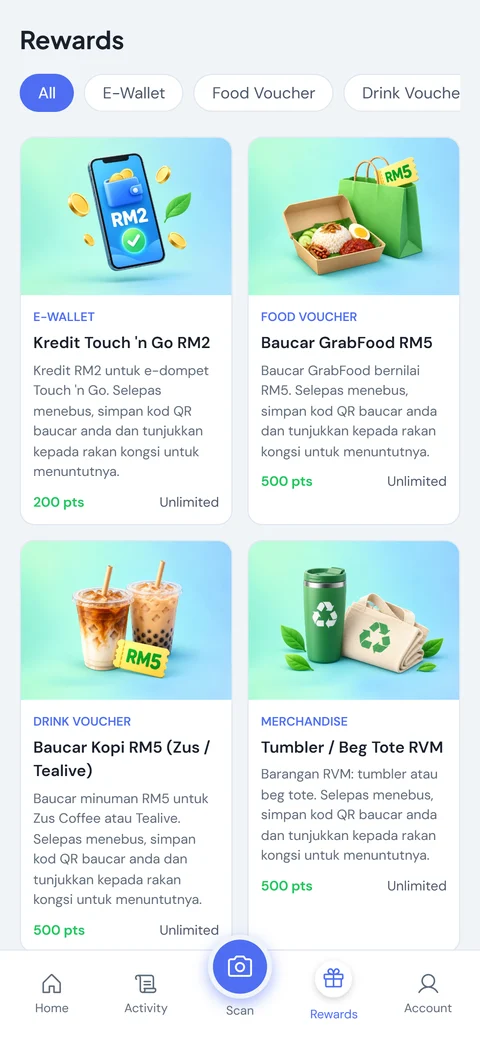 Rewards
All
E-Wallet
Food Voucher
Drink Vouche
RM2
E-WALLET
Kredit Touch 'n Go RM2
Kredit RM2 untuk e-dompet
Touch 'n Go. Selepas
menebus, simpan kod QR
baucar anda dan tunjukkan
kepada rakan kongsi untuk
menuntutnya.
200 pts
Unlimited
RM5
FOOD VOUCHER
Baucar GrabFood RM5
Baucar GrabFood bernilai
RM5. Selepas menebus,
simpan kod QR baucar anda
dan tunjukkan kepada rakan
kongsi untuk menuntutnya.
500 pts
Unlimited
RM5
DRINK VOUCHER
Baucar Kopi RM5 (Zus /
Tealive)
Baucar minuman RM5 untuk
Zus Coffee atau Tealive.
Selepas menebus, simpan
kod QR baucar anda dan
tunjukkan kepada rakan
kongsi untuk menuntutnya.
500 pts
Unlimited
MERCHANDISE
Tumbler / Beg Tote RVM
Barangan RVM: tumbler atau
beg tote. Selepas menebus,
simpan kod QR baucar anda
dan tunjukkan kepada rakan
kongsi untuk menuntutnya.
500 pts
Unlimited
Home
Activity
Scan
Rewards
Account